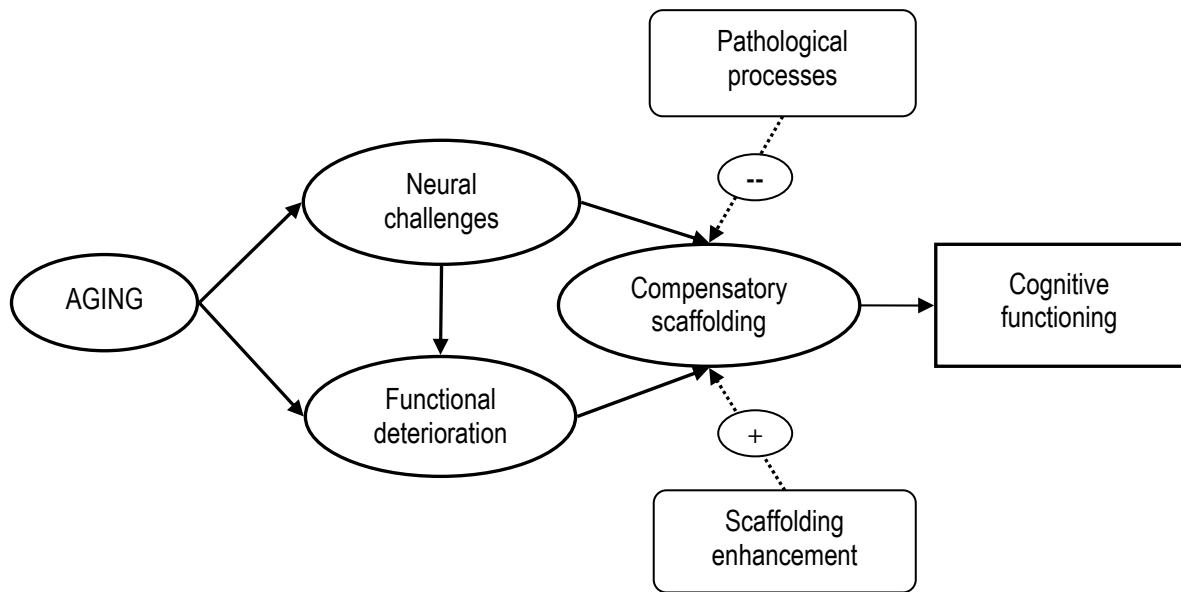 Pathological
processes
--
Neural
challenges
AGING
Compensatory
scaffolding
Cognitive
functioning
Functional
deterioration
+
Scaffolding
enhancement